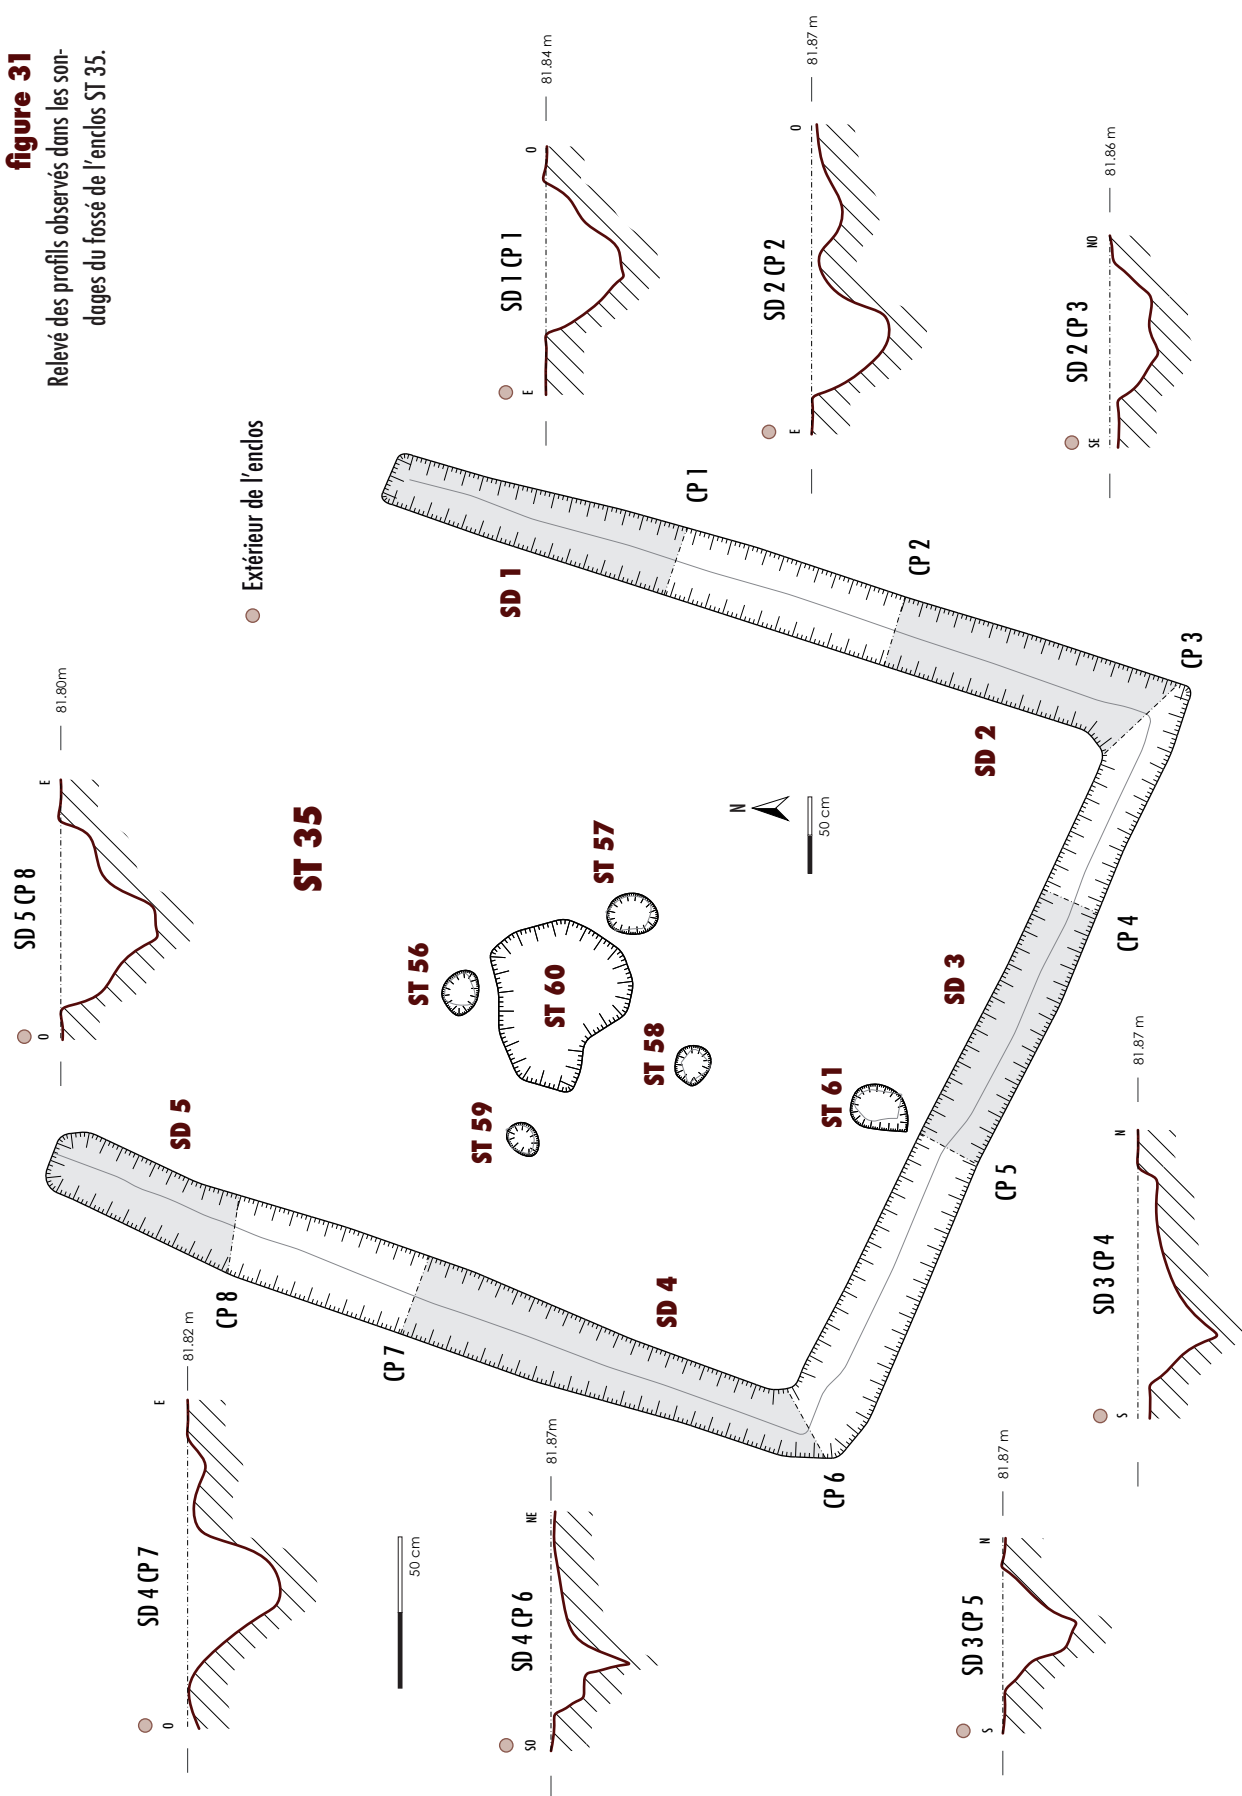 figure 31
Relevé des profils observés dans les son-
dages du fossé de l'enclos ST 35.
Extérieur de l'enclos
SD 5 CP 8
O
E
81.80m
SD 1 CP 1
E
O
81.84 m
SD 2 CP 2
E
O
81.87 m
SD 2 CP 3
SE
NO
81.86 m
SD 4 CP 7
O
E
81.82 m
50 cm
SD 4 CP 6
SO
NE
81.87m
SD 3 CP 5
S
N
81.87 m
SD 3 CP 4
S
N
81.87 m
ST 35
SD 5
SD 1
CP 1
CP 8
CP 7
ST 56
ST 57
ST 60
ST 59
ST 58
ST 61
N
50 cm
CP 2
SD 2
CP 3
SD 4
SD 3
CP 4
CP 5
CP 6